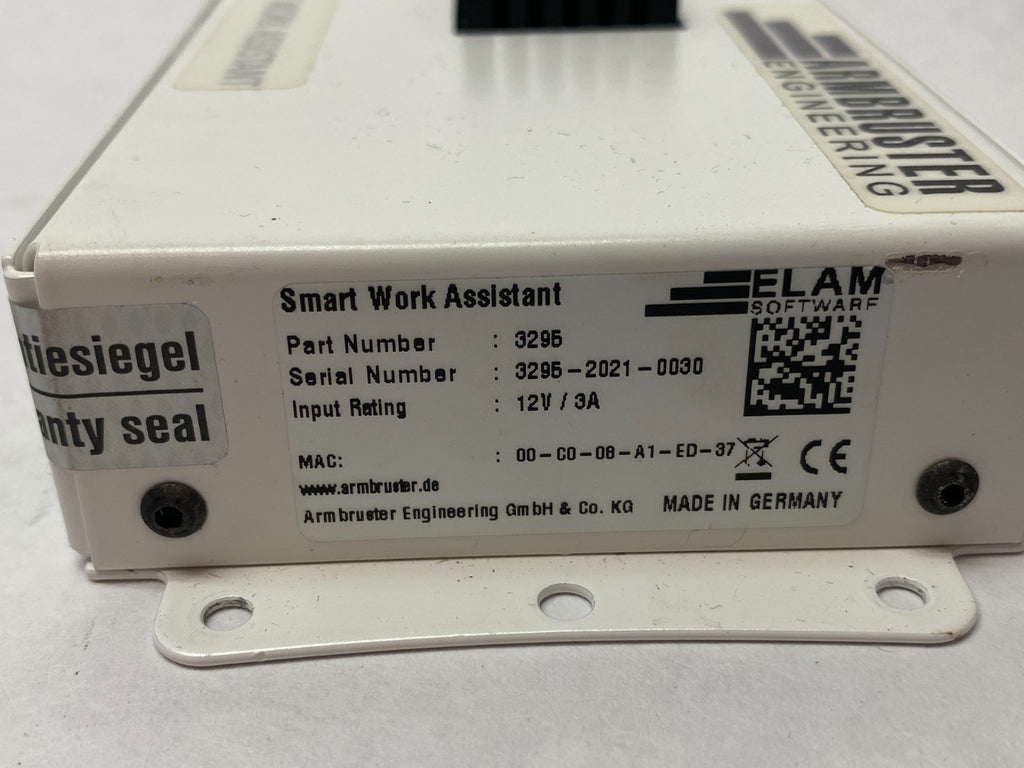 WORK ASSISTANT
ARMBRUSTER
ENGINEERING
tiesiegel
anty seal
Smart Work Assistant
ELAM
SOFTWARE
Part Number : 3295
Serial Number : 3295-2021-0030
Input Rating : 12V / 3A
MAC: : 00-C0-08-A1-ED-37
CE
www.armbruster.de
Armbruster Engineering GmbH & Co. KG MADE IN GERMANY